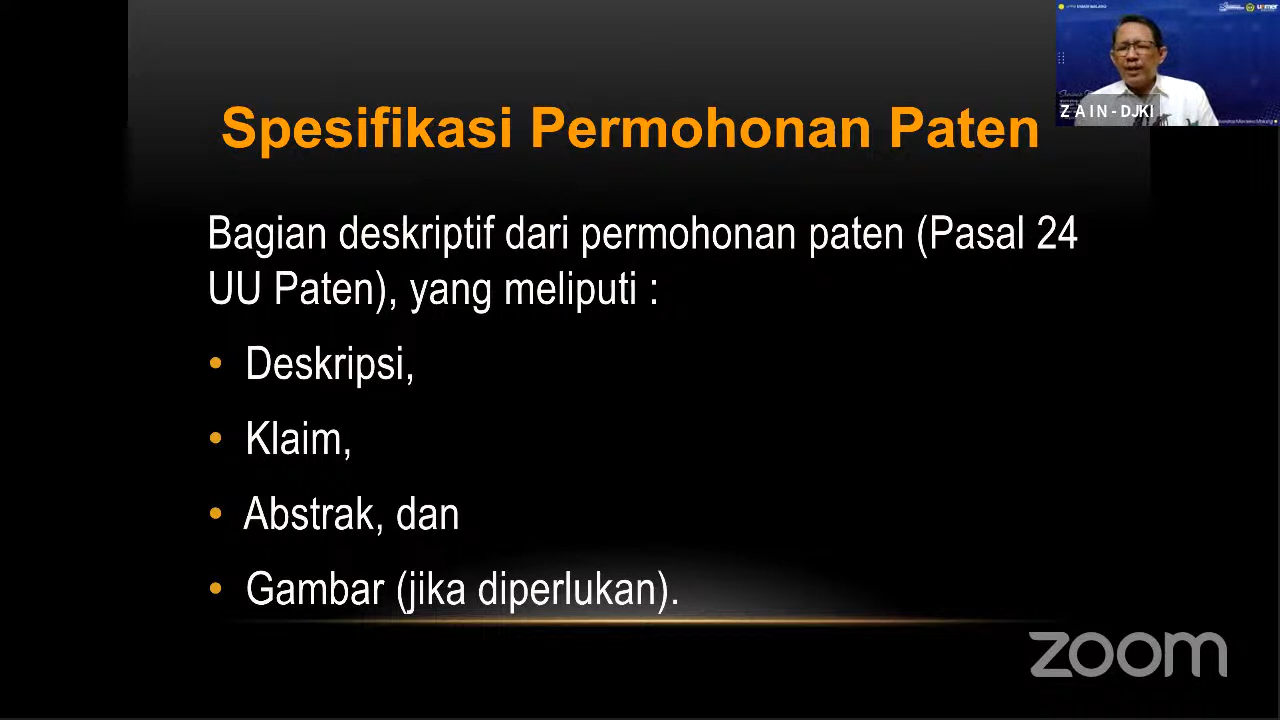 Spesifikasi Permohonan Paten
Z A I N - DJKI
Bagian deskriptif dari permohonan paten (Pasal 24
UU Paten), yang meliputi :
• Deskripsi,
• Klaim,
• Abstrak, dan
• Gambar (jika diperlukan).
zoom